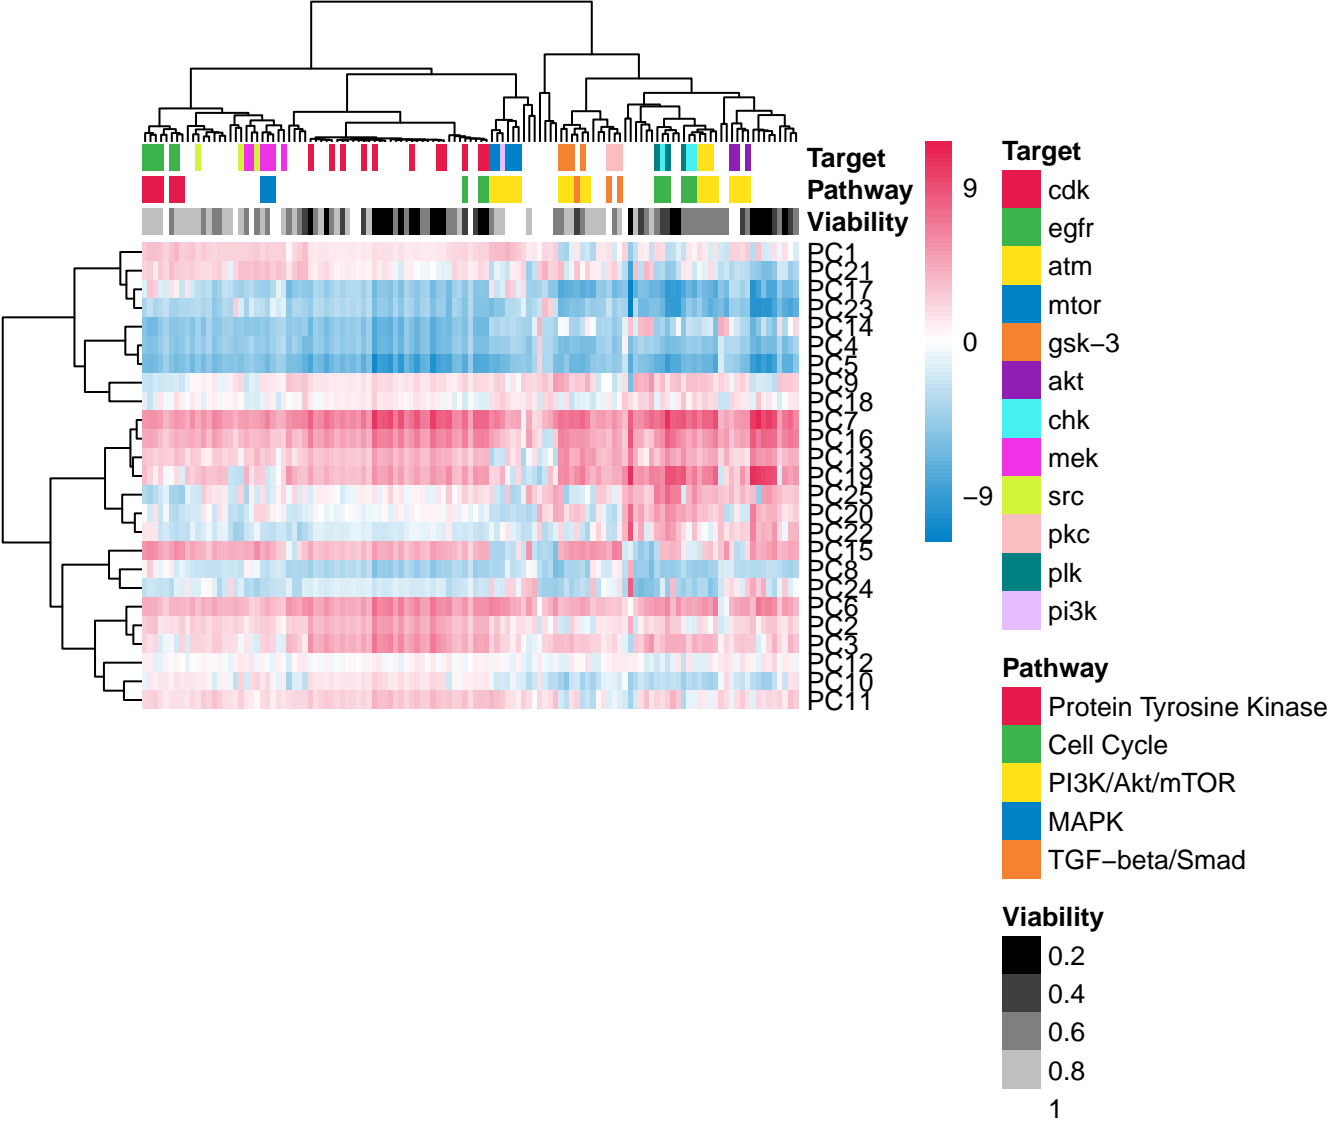 Target
Pathway
Viability
PC1
PC21
PC17
PC23
PC14
PC4
PC5
PC9
PC18
PC7
PC16
PC13
PC19
PC25
PC20
PC22
PC15
PC8
PC24
PC6
PC2
PC3
PC12
PC10
PC11
9
0
−9
Target
cdk
egfr
atm
mtor
gsk−3
akt
chk
mek
src
pkc
plk
pi3k
Pathway
Protein Tyrosine Kinase
Cell Cycle
PI3K/Akt/mTOR
MAPK
TGF−beta/Smad
Viability
0.2
0.4
0.6
0.8
1